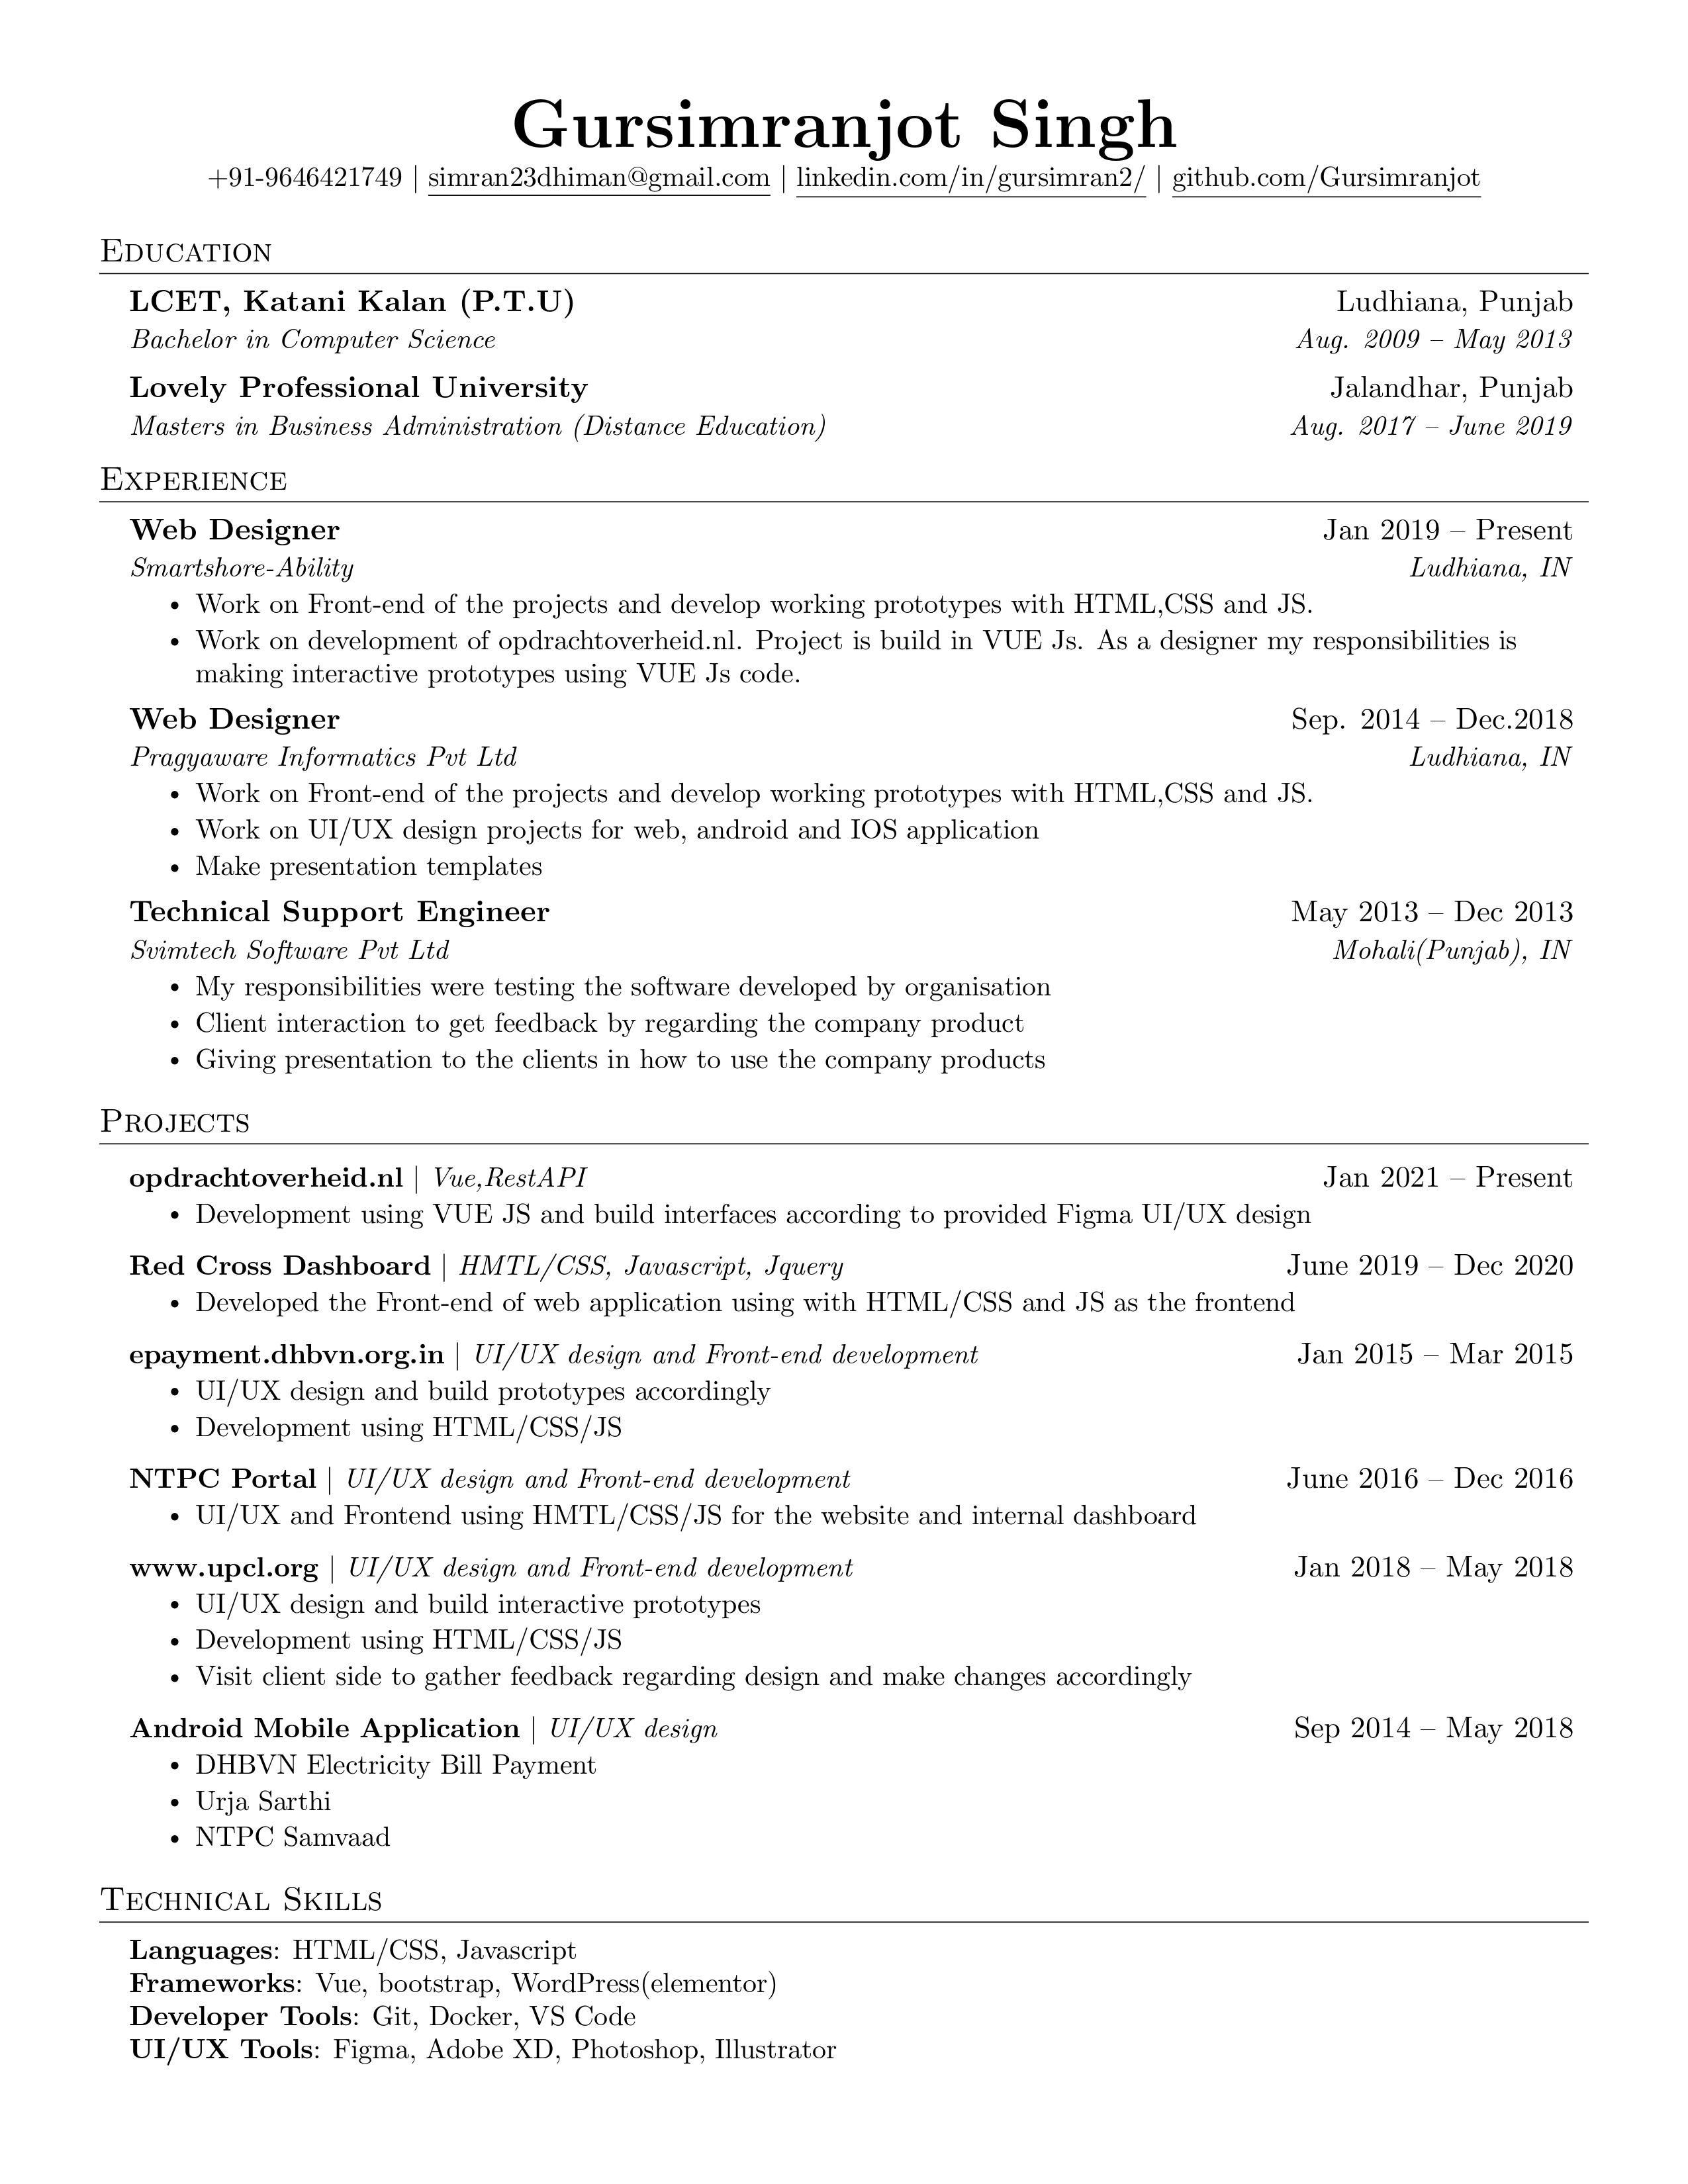 Gursimranjot Singh
+91-9646421749 | simran23dhiman@gmail.com | linkedin.com/in/gursimran2/ | github.com/Gursimranjot
Education
LCET, Katani Kalan (P.T.U) Ludhiana, Punjab
Bachelor in Computer Science Aug. 2009 – May 2013
Lovely Professional University Jalandhar, Punjab
Masters in Business Administration (Distance Education) Aug. 2017 – June 2019
Experience
Web Designer Jan 2019 – Present
Smartshore-Ability Ludhiana, IN
• Work on Front-end of the projects and develop working prototypes with HTML,CSS and JS.
• Work on development of opdrachtoverheid.nl. Project is build in VUE Js. As a designer my responsibilities is
making interactive prototypes using VUE Js code.
Web Designer Sep. 2014 – Dec.2018
Pragyaware Informatics Pvt Ltd Ludhiana, IN
• Work on Front-end of the projects and develop working prototypes with HTML,CSS and JS.
• Work on UI/UX design projects for web, android and IOS application
• Make presentation templates
Technical Support Engineer May 2013 – Dec 2013
Svimtech Software Pvt Ltd Mohali(Punjab), IN
• My responsibilities were testing the software developed by organisation
• Client interaction to get feedback by regarding the company product
• Giving presentation to the clients in how to use the company products
Projects
opdrachtoverheid.nl | Vue,RestAPI Jan 2021 – Present
• Development using VUE JS and build interfaces according to provided Figma UI/UX design
Red Cross Dashboard | HMTL/CSS, Javascript, Jquery June 2019 – Dec 2020
• Developed the Front-end of web application using with HTML/CSS and JS as the frontend
epayment.dhbvn.org.in | UI/UX design and Front-end development Jan 2015 – Mar 2015
• UI/UX design and build prototypes accordingly
• Development using HTML/CSS/JS
NTPC Portal | UI/UX design and Front-end development June 2016 – Dec 2016
• UI/UX and Frontend using HMTL/CSS/JS for the website and internal dashboard
www.upcl.org | UI/UX design and Front-end development Jan 2018 – May 2018
• UI/UX design and build interactive prototypes
• Development using HTML/CSS/JS
• Visit client side to gather feedback regarding design and make changes accordingly
Android Mobile Application | UI/UX design Sep 2014 – May 2018
• DHBVN Electricity Bill Payment
• Urja Sarthi
• NTPC Samvaad
Technical Skills
Languages: HTML/CSS, Javascript
Frameworks: Vue, bootstrap, WordPress(elementor)
Developer Tools: Git, Docker, VS Code
UI/UX Tools: Figma, Adobe XD, Photoshop, Illustrator